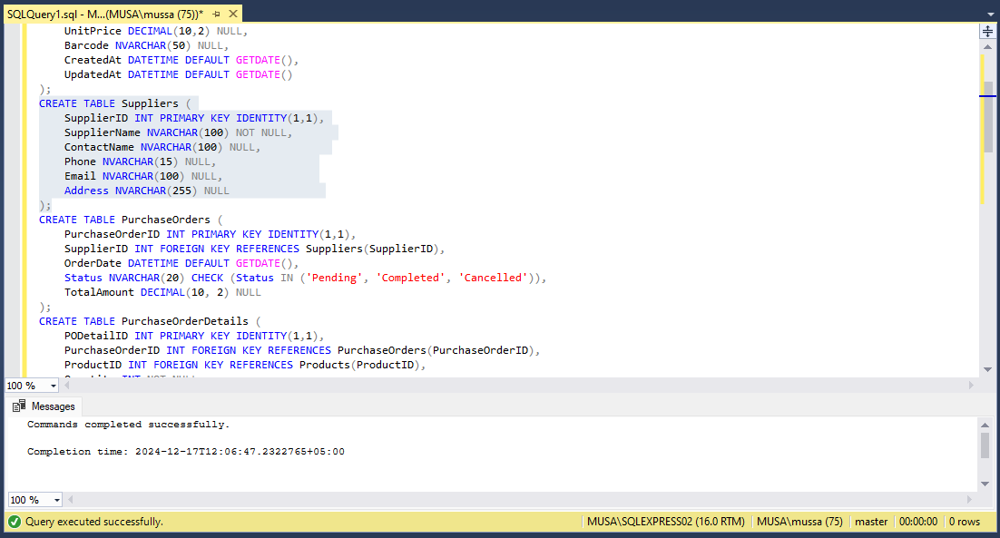 SQLQuery1.sql - M...(MUSA\mussa (75))*
UnitPrice DECIMAL(10,2) NULL,
Barcode NVARCHAR(50) NULL,
CreatedAt DATETIME DEFAULT GETDATE(),
UpdatedAt DATETIME DEFAULT GETDATE()
);
CREATE TABLE Suppliers (
SupplierID INT PRIMARY KEY IDENTITY(1,1),
SupplierName NVARCHAR(100) NOT NULL,
ContactName NVARCHAR(100) NULL,
Phone NVARCHAR(15) NULL,
Email NVARCHAR(100) NULL,
Address NVARCHAR(255) NULL
);
CREATE TABLE PurchaseOrders (
PurchaseOrderID INT PRIMARY KEY IDENTITY(1,1),
SupplierID INT FOREIGN KEY REFERENCES Suppliers(SupplierID),
OrderDate DATETIME DEFAULT GETDATE(),
Status NVARCHAR(20) CHECK (Status IN ('Pending', 'Completed', 'Cancelled')),
TotalAmount DECIMAL(10, 2) NULL
);
CREATE TABLE PurchaseOrderDetails (
PODetailID INT PRIMARY KEY IDENTITY(1,1),
PurchaseOrderID INT FOREIGN KEY REFERENCES PurchaseOrders(PurchaseOrderID),
ProductID INT FOREIGN KEY REFERENCES Products(ProductID),
100 %
Messages
Commands completed successfully.
Completion time: 2024-12-17T12:06:47.2322765+05:00
100 %
Query executed successfully.
MUSA\SQLEXPRESS02 (16.0 RTM)
MUSA\mussa (75)
master
00:00:00
0 rows